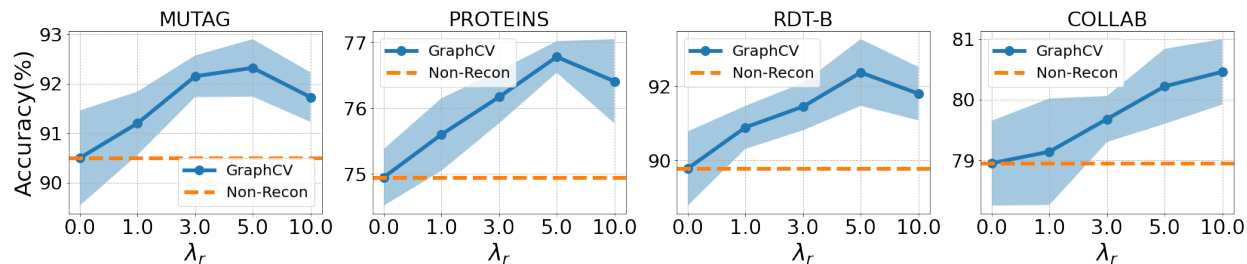 MUTAG
Accuracy(%)
92
91
90
GraphCV
Non-Recon
0.0 1.0 3.0 5.0 10.0
λr
PROTEINS
77
76
75
GraphCV
Non-Recon
0.0 1.0 3.0 5.0 10.0
λr
RDT-B
92
90
GraphCV
Non-Recon
0.0 1.0 3.0 5.0 10.0
λr
COLLAB
81
80
79
GraphCV
Non-Recon
0.0 1.0 3.0 5.0 10.0
λr